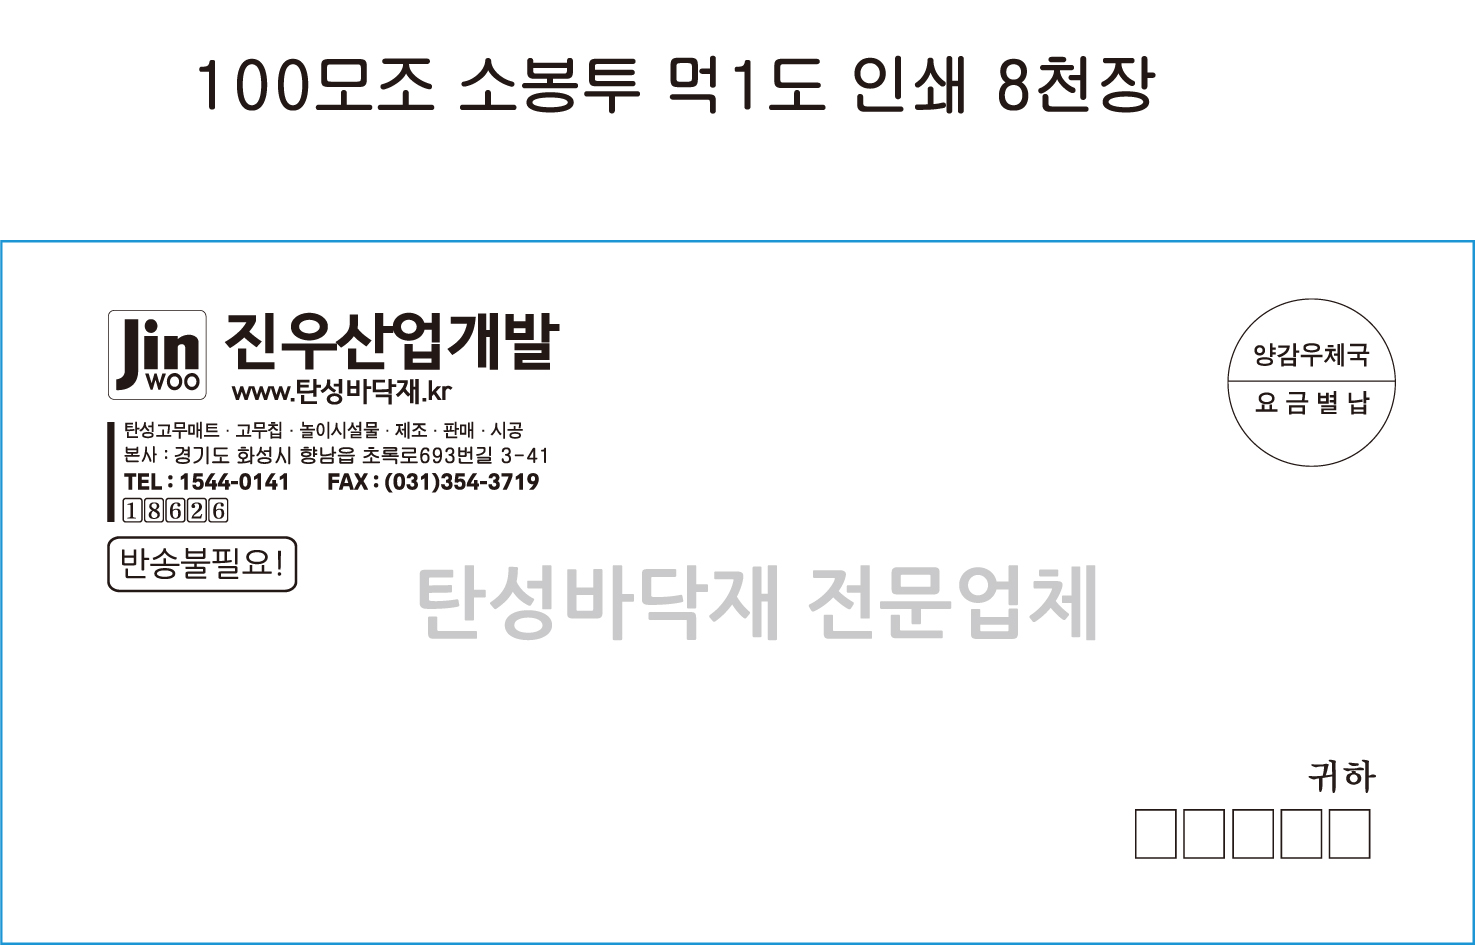 100모조 소봉투 먹1도 인쇄 8천장
Jin
woo
진우산업개발
www.탄성바닥재.kr
탄성고무매트 · 고무칩 · 놀이시설물 · 제조 · 판매 · 시공
본사 : 경기도 화성시 향남읍 초록로693번길 3-41
TEL : 1544-0141 FAX : (031)354-3719
18626
반송불필요!
양감우체국
요금별납
탄성바닥재 전문업체
귀하